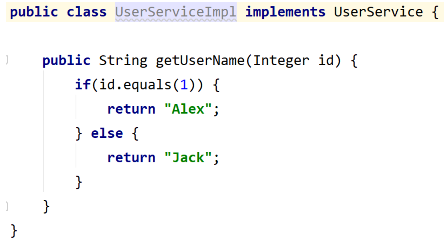 public class UserServiceImpl implements UserService {
    public String getUserName(Integer id) {
        if(id.equals(1)) {
            return "Alex";
        } else {
            return "Jack";
        }
    }
}